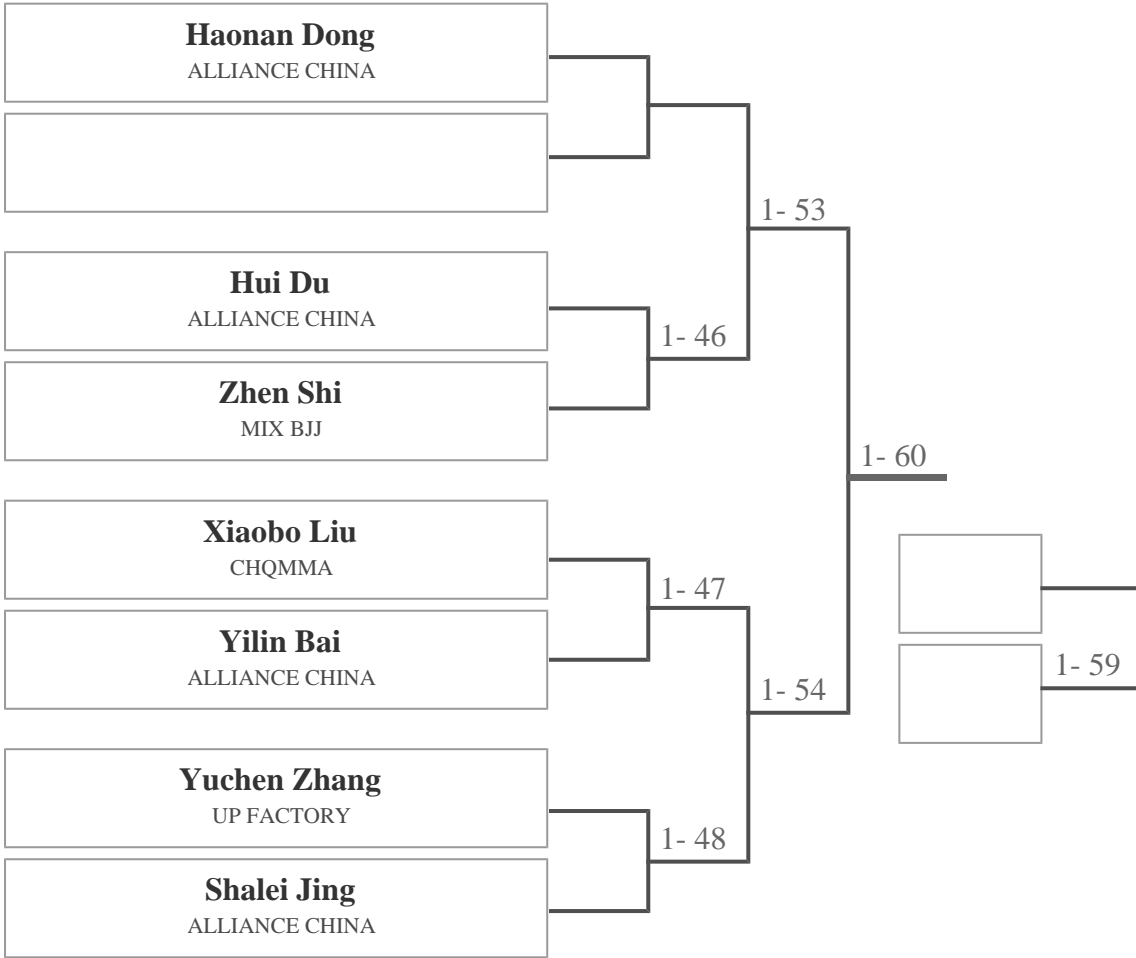 Haonan Dong
ALLIANCE CHINA
1- 53
Hui Du
ALLIANCE CHINA
1- 46
Zhen Shi
MIX BJJ
1- 60
Xiaobo Liu
CHQMMA
1- 47
Yilin Bai
ALLIANCE CHINA
1- 59
1- 54
Yuchen Zhang
UP FACTORY
1- 48
Shalei Jing
ALLIANCE CHINA